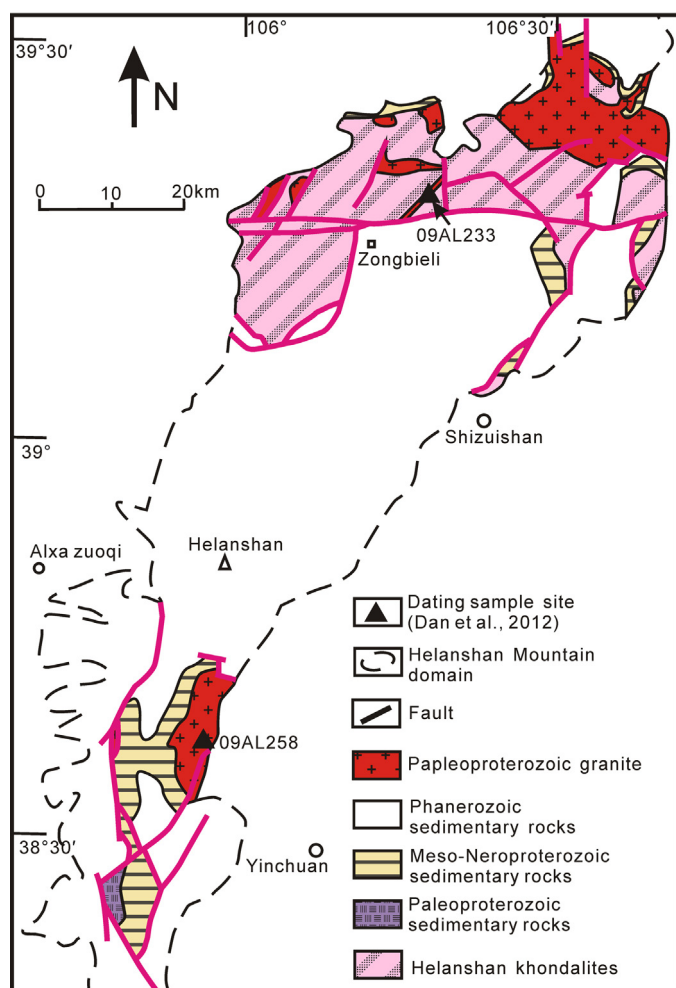 106°
106°30′
39°30′
N
0 10 20km
09AL233
Zongbieli
Shizuishan
39°
Helanshan
Alxa zuoqi
Dating sample site
(Dan et al., 2012)
Helanshan Mountain
domain
Fault
09AL258
Papleoproterozoic granite
Phanerozoic
sedimentary rocks
38°30′
Yinchuan
Meso-Neroproterozoic
sedimentary rocks
Paleoproterozoic
sedimentary rocks
Helanshan khondalites